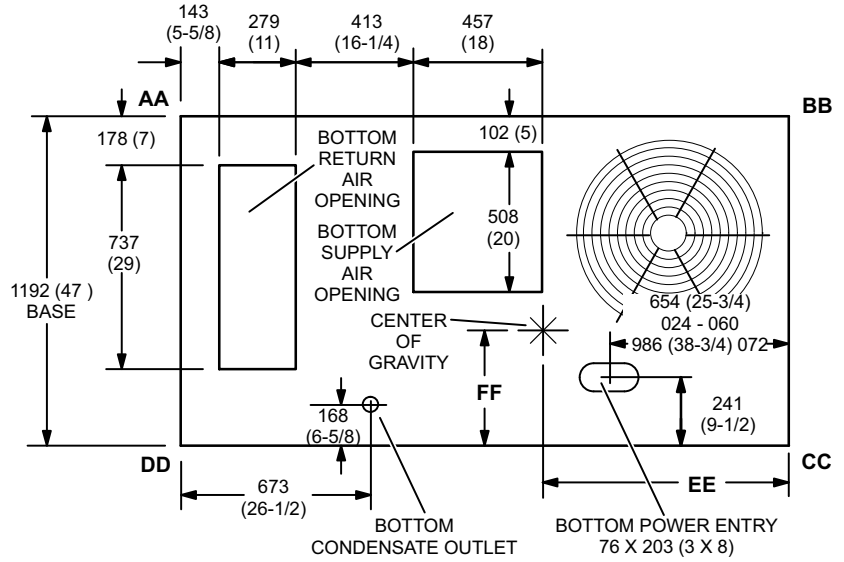 143
(5-5/8)
279
(11)
413
(16-1/4)
457
(18)
AA
BB
178 (7)
102 (5)
BOTTOM
RETURN
AIR
OPENING
508
(20)
737
(29)
BOTTOM
SUPPLY
AIR
OPENING
1192 (47 )
BASE
654 (25-3/4)
024 - 060
986 (38-3/4) 072
CENTER
OF
GRAVITY
FF
168
(6-5/8)
241
(9-1/2)
DD
CC
673
(26-1/2)
EE
BOTTOM
CONDENSATE OUTLET
BOTTOM POWER ENTRY
76 X 203 (3 X 8)